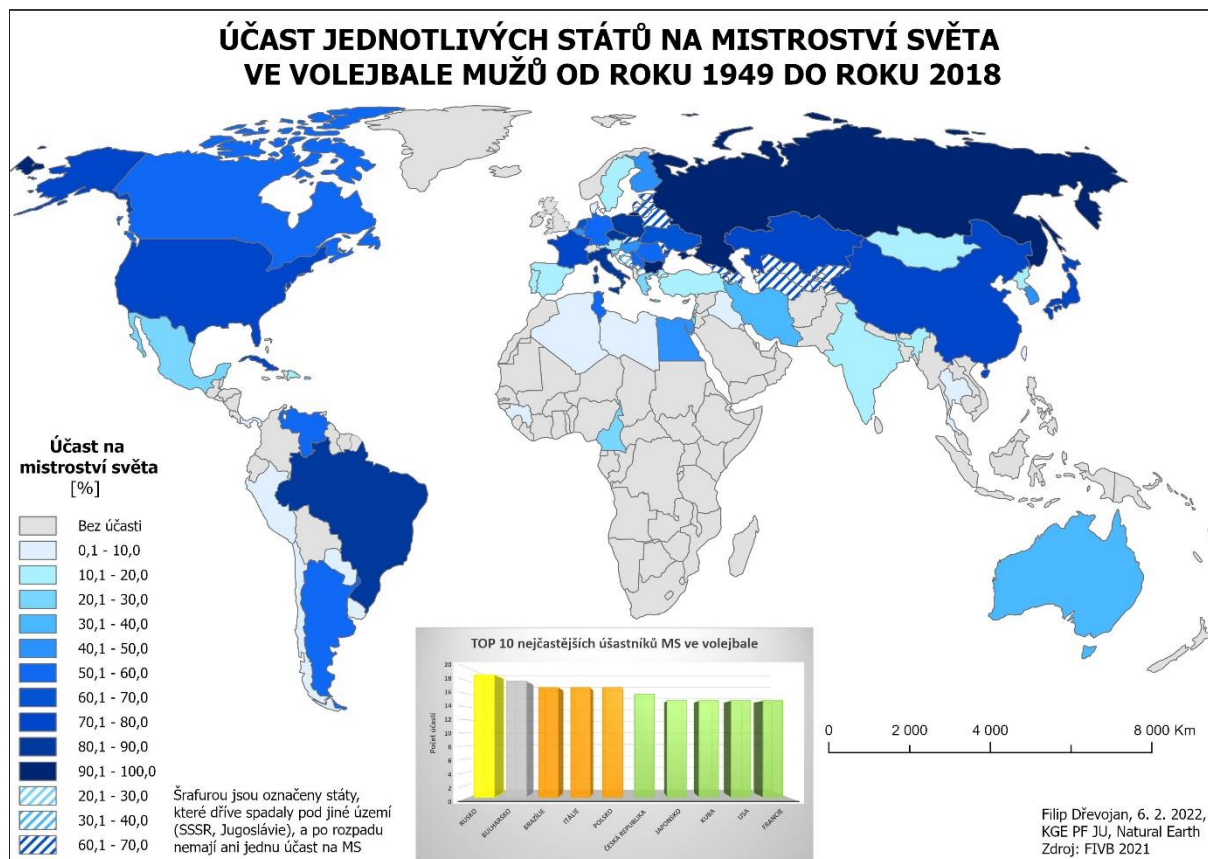 ÚČAST JEDNOTLIVÝCH STÁTŮ NA MISTROSTVÍ SVĚTA
VE VOLEJBALE MUŽŮ OD ROKU 1949 DO ROKU 2018
Účast na
mistroství světa
[%]
Bez účasti
0,1 - 10,0
10,1 - 20,0
20,1 - 30,0
30,1 - 40,0
40,1 - 50,0
50,1 - 60,0
60,1 - 70,0
70,1 - 80,0
80,1 - 90,0
90,1 - 100,0
20,1 - 30,0
30,1 - 40,0
60,1 - 70,0
Šrafurou jsou označeny státy,
které dříve spadaly pod jiné území
(SSSR, Jugoslávie), a po rozpadu
nemají ani jednu účast na MS
TOP 10 nejčastějších úšastníků MS ve volejbale
Počet účastí
20
18
16
14
12
10
8
6
4
2
0
RUSKO
BULHARSKO
BRAZÍLIE
ITÁLIE
POLSKO
ČESKÁ REPUBLIKA
JAPONSKO
KUBA
USA
FRANCIE
0 2 000 4 000 8 000 Km
Filip Dřevojan, 6. 2. 2022,
KGE PF JU, Natural Earth
Zdroj: FIVB 2021